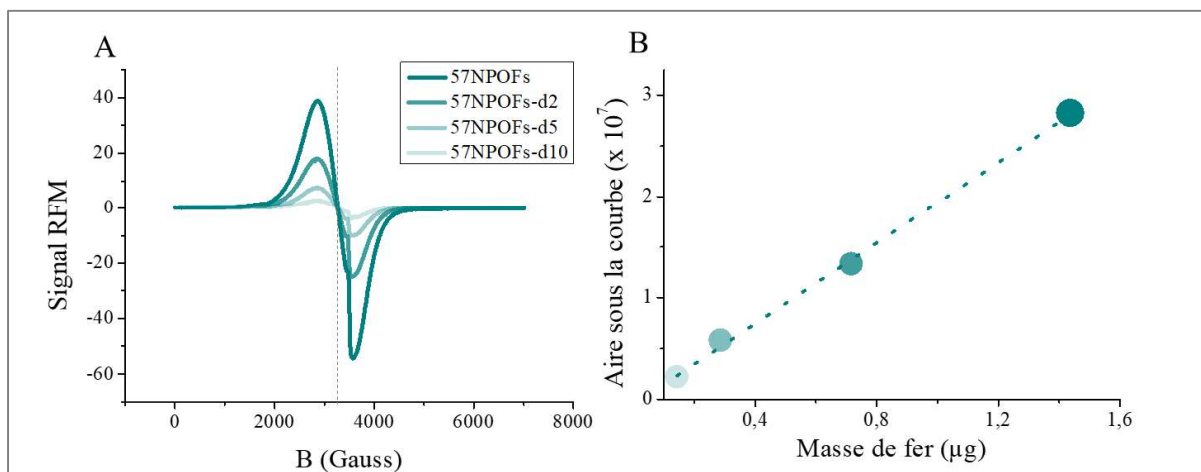 A
57NPOFs
57NPOFs-d2
57NPOFs-d5
57NPOFs-d10
40
20
0
-20
-40
-60
Signal RFM
0 2000 4000 6000 8000
B (Gauss)
B
3
2
1
0
Aire sous la courbe (x 10⁷)
0,4 0,8 1,2 1,6
Masse de fer (µg)